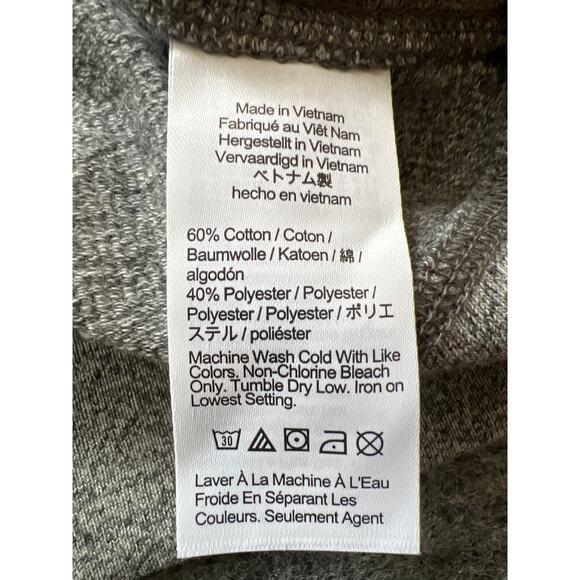 Made in Vietnam
Fabriqué au Viêt Nam
Hergestellt in Vietnam
Vervaardigd in Vietnam
ベトナム製
hecho en vietnam
60% Cotton / Coton /
Baumwolle / Katoen / 綿 /
algodón
40% Polyester / Polyester /
Polyester / Polyester / ポリエ
ステル / poliéster
Machine Wash Cold With Like
Colors. Non-Chlorine Bleach
Only. Tumble Dry Low. Iron on
Lowest Setting.
30
Laver À La Machine À L'Eau
Froide En Séparant Les
Couleurs. Seulement Agent